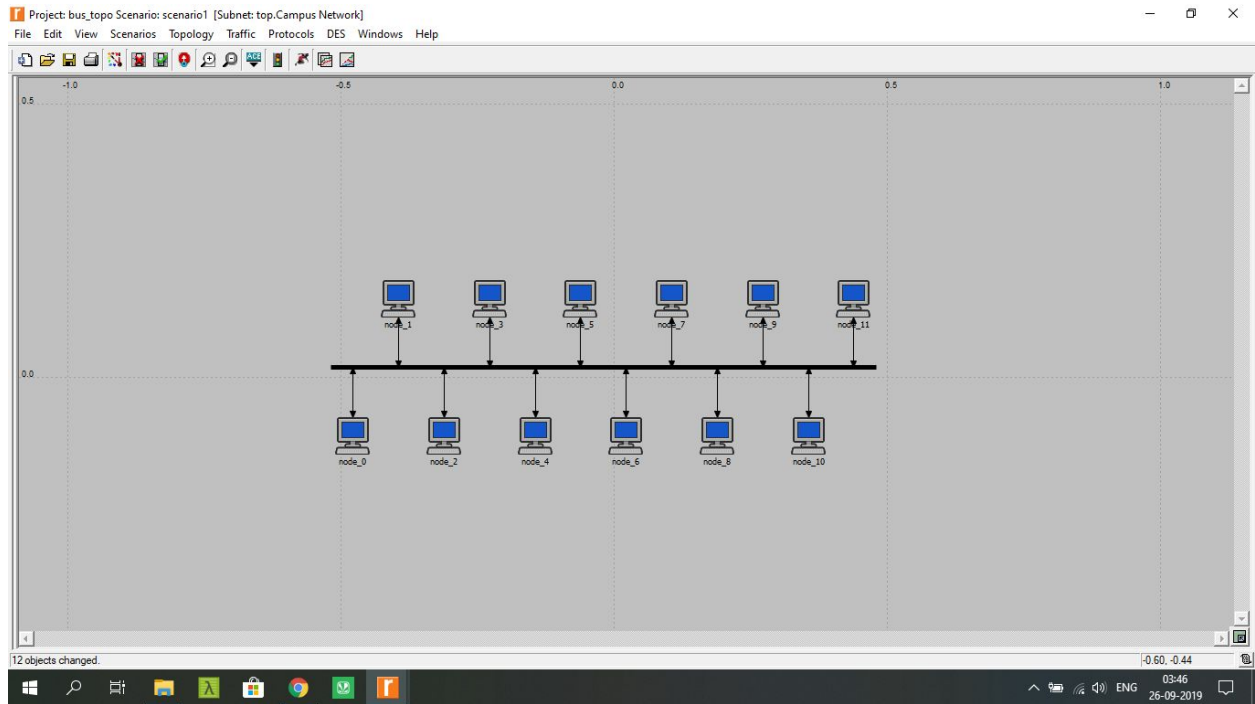 Project: bus_topo Scenario: scenario1 [Subnet: top.Campus Network]
File Edit View Scenarios Topology Traffic Protocols DES Windows Help
-1.0 -0.5 0.0 0.5 1.0
0.5
node_1 node_3 node_5 node_7 node_9 node_11
0.0
node_0 node_2 node_4 node_6 node_8 node_10
12 objects changed.
-0.60, -0.44
ENG
03:46
26-09-2019